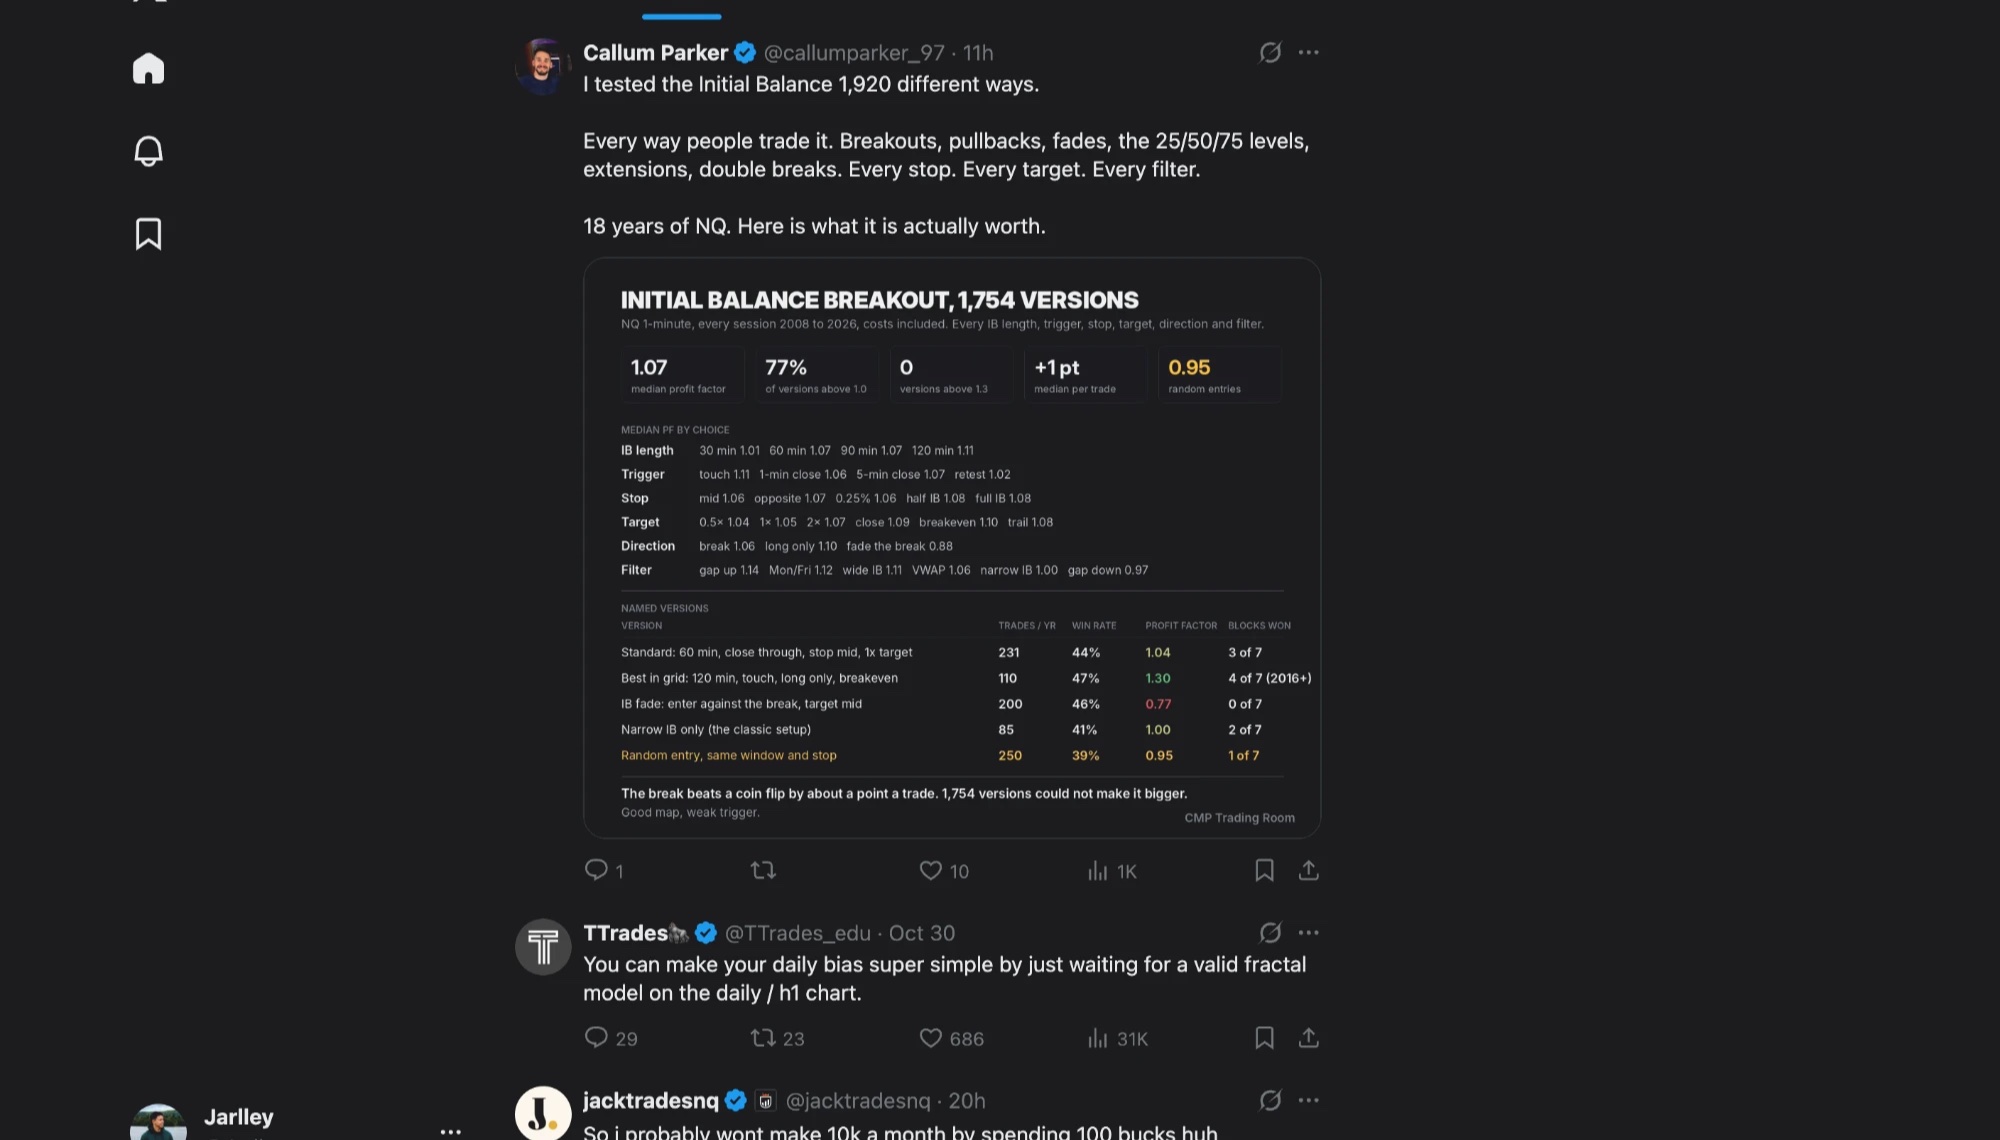 Callum Parker @callumparker_97 · 11h
I tested the Initial Balance 1,920 different ways.
Every way people trade it. Breakouts, pullbacks, fades, the 25/50/75 levels,
extensions, double breaks. Every stop. Every target. Every filter.
18 years of NQ. Here is what it is actually worth.
INITIAL BALANCE BREAKOUT, 1,754 VERSIONS
NQ 1-minute, every session 2008 to 2026, costs included. Every IB length, trigger, stop, target, direction and filter.
1.07 77% 0 +1 pt 0.95
median profit factor of versions above 1.0 versions above 1.3 median per trade random entries
MEDIAN PF BY CHOICE
IB length 30 min 1.01 60 min 1.07 90 min 1.07 120 min 1.11
Trigger touch 1.11 1-min close 1.06 5-min close 1.07 retest 1.02
Stop mid 1.06 opposite 1.07 0.25% 1.06 half IB 1.08 full IB 1.08
Target 0.5× 1.04 1× 1.05 2× 1.07 close 1.09 breakeven 1.10 trail 1.08
Direction break 1.06 long only 1.10 fade the break 0.88
Filter gap up 1.14 Mon/Fri 1.12 wide IB 1.11 VWAP 1.06 narrow IB 1.00 gap down 0.97
NAMED VERSIONS
VERSION TRADES / YR WIN RATE PROFIT FACTOR BLOCKS WON
Standard: 60 min, close through, stop mid, 1x target 231 44% 1.04 3 of 7
Best in grid: 120 min, touch, long only, breakeven 110 47% 1.30 4 of 7 (2016+)
IB fade: enter against the break, target mid 200 46% 0.77 0 of 7
Narrow IB only (the classic setup) 85 41% 1.00 2 of 7
Random entry, same window and stop 250 39% 0.95 1 of 7
The break beats a coin flip by about a point a trade. 1,754 versions could not make it bigger.
Good map, weak trigger.
CMP Trading Room
1 10 1K
TTrades @TTrades_edu · Oct 30
You can make your daily bias super simple by just waiting for a valid fractal
model on the daily / h1 chart.
29 23 686 31K
jacktradesnq @jacktradesnq · 20h
So i probably wont make 10k a month by spending 100 bucks huh
Jarlley